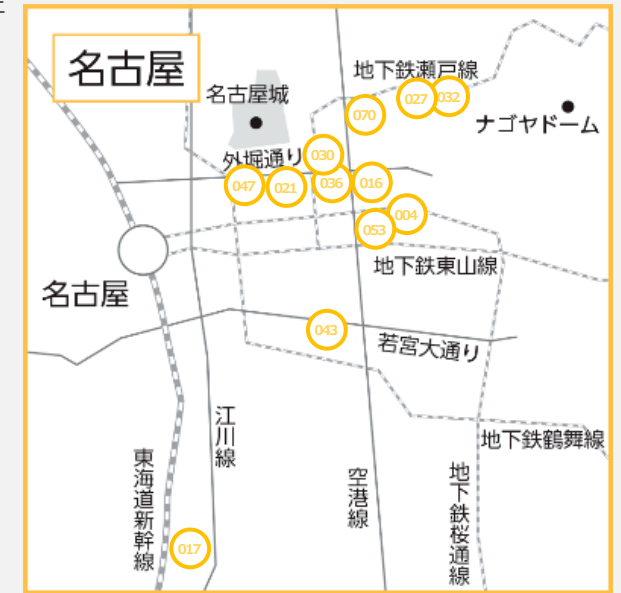 名古屋
地下鉄瀬戸線
名古屋城
027
032
070
ナゴヤドーム
外堀通り
030
047
021
036
016
004
053
地下鉄東山線
名古屋
043
若宮大通り
江川線
地下鉄鶴舞線
東海道新幹線
空港線
地下鉄桜通線
017